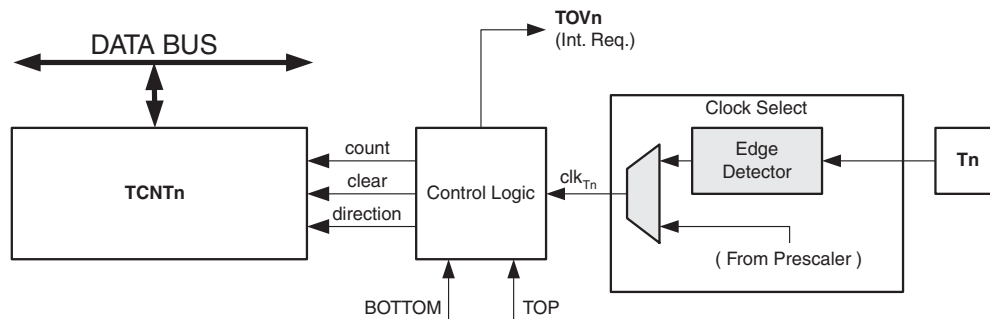 TOVn
(Int. Req.)
DATA BUS
Clock Select
count
Edge
Detector
Tn
TCNTn
clear
Control Logic
clkTn
direction
( From Prescaler )
BOTTOM
TOP